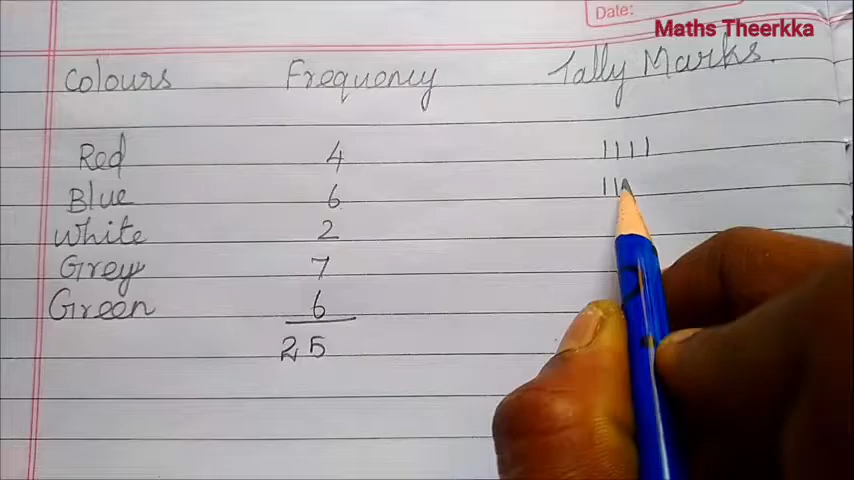 Date:
Maths Theerkka
Colours Frequency Tally Marks.
Red 4 ||||
Blue 6 |||
White 2
Grey 7
Green 6
25